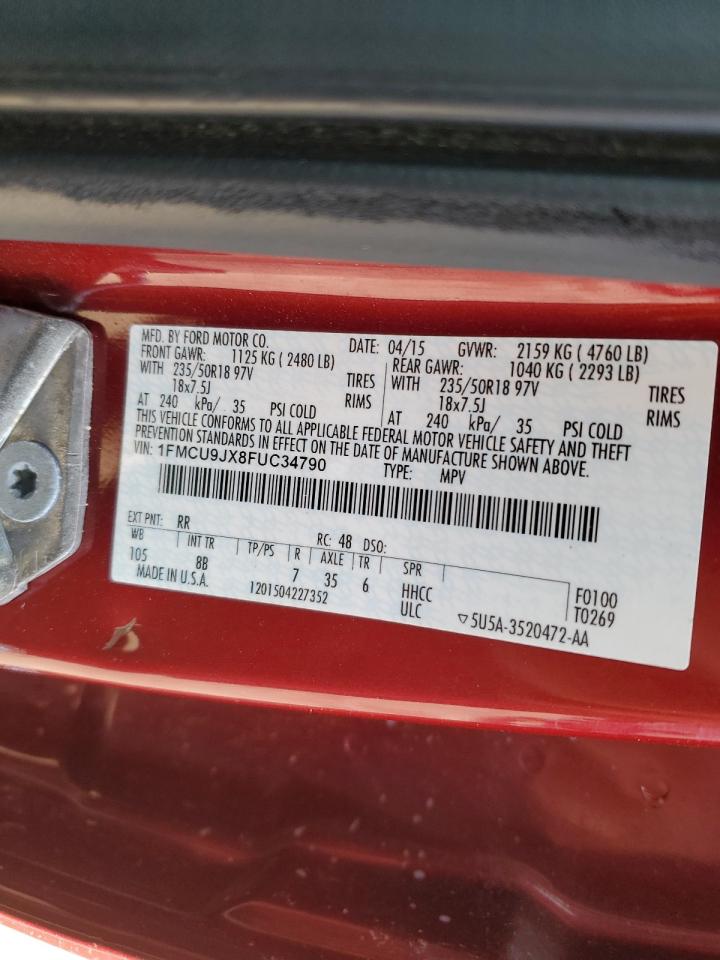 MFD. BY FORD MOTOR CO.
DATE: 04/15 GVWR: 2159 KG ( 4760 LB)
FRONT GAWR: 1125 KG ( 2480 LB) REAR GAWR: 1040 KG ( 2293 LB)
WITH 235/50R18 97V TIRES WITH 235/50R18 97V TIRES
18x7.5J RIMS 18x7.5J RIMS
AT 240 kPa/ 35 PSI COLD AT 240 kPa/ 35 PSI COLD
THIS VEHICLE CONFORMS TO ALL APPLICABLE FEDERAL MOTOR VEHICLE SAFETY AND THEFT
PREVENTION STANDARDS IN EFFECT ON THE DATE OF MANUFACTURE SHOWN ABOVE.
VIN: 1FMCU9JX8FUC34790 TYPE: MPV
EXT PNT: RR RC: 48 DSO:
WB INT TR TP/PS R AXLE TR SPR
105 8B 7 35 6 HHCC F0100
MADE IN U.S.A. 1201504227352 ULC T0269
▽5U5A-3520472-AA